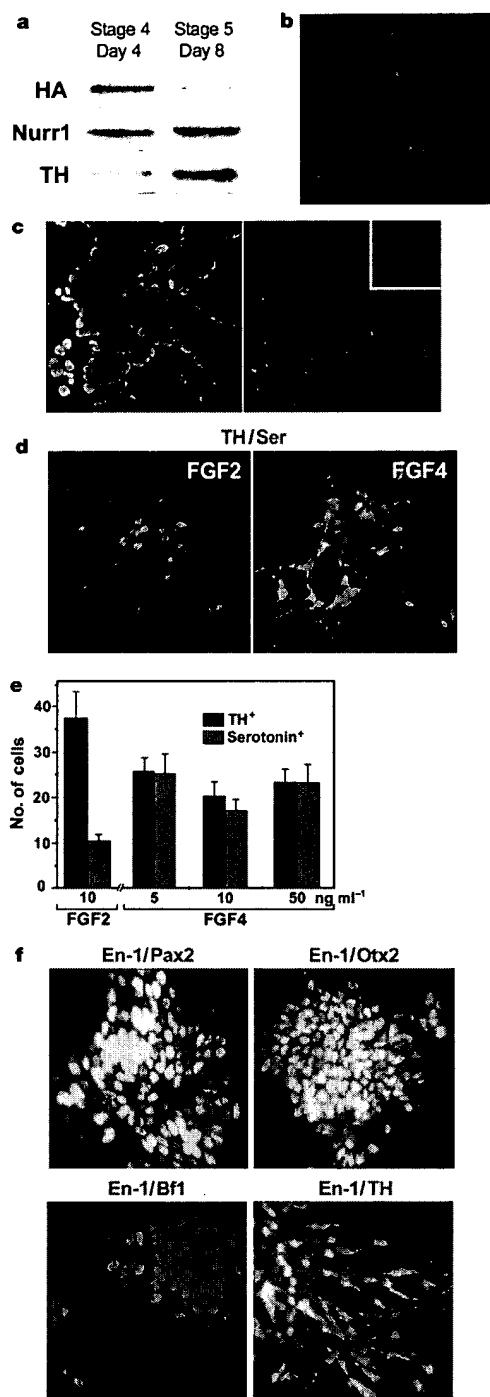 a
Stage 4 Stage 5
Day 4 Day 8
HA
Nurr1
TH
b
c
TH/Ser
d
FGF2 FGF4
e
No. of cells
40
30
20
10
0
TH⁺
Serotonin⁺
10 5 10 50 ng ml⁻¹
FGF2 FGF4
f
En-1/Pax2 En-1/Otx2
En-1/Bf1 En-1/TH